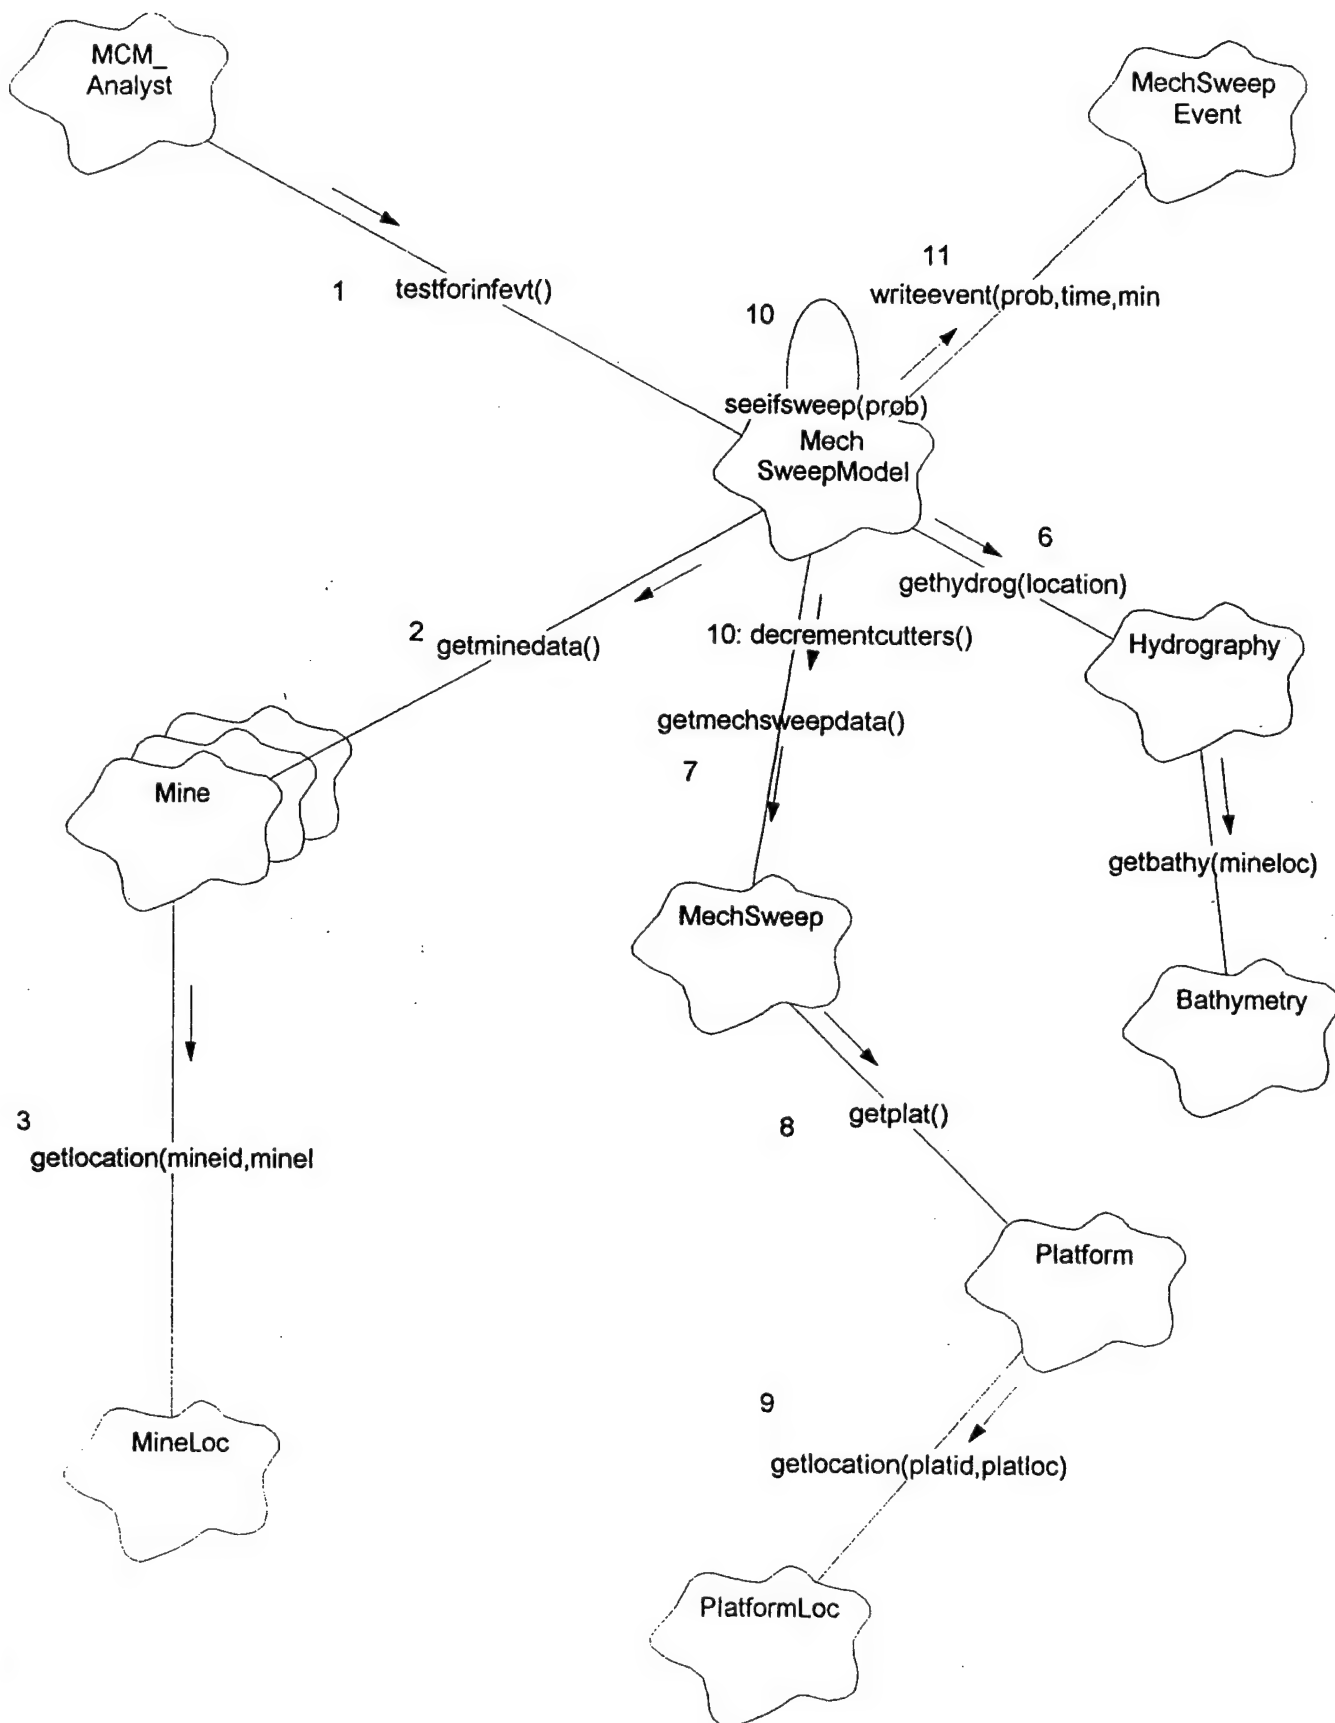 MCM_
Analyst
MechSweep
Event
1
testforinfevt()
11
writeevent(prob,time,min
10
seeifsweep(prob)
Mech
SweepModel
6
gethydrog(location)
2
getminedata()
10: decrementcutters()
Hydrography
getmechsweepdata()
7
Mine
getbathy(mineloc)
MechSweep
Bathymetry
3
getlocation(mineid,minel
8
getplat()
Platform
9
getlocation(platid,platloc)
MineLoc
PlatformLoc